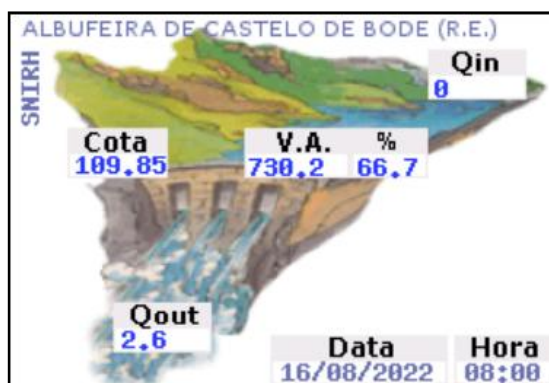 ALBUFEIRA DE CASTELO DE BODE (R.E.)
SNIRH
Qin
0
Cota V.A. %
109.85 730.2 66.7
Qout
2.6
Data Hora
16/08/2022 08:00